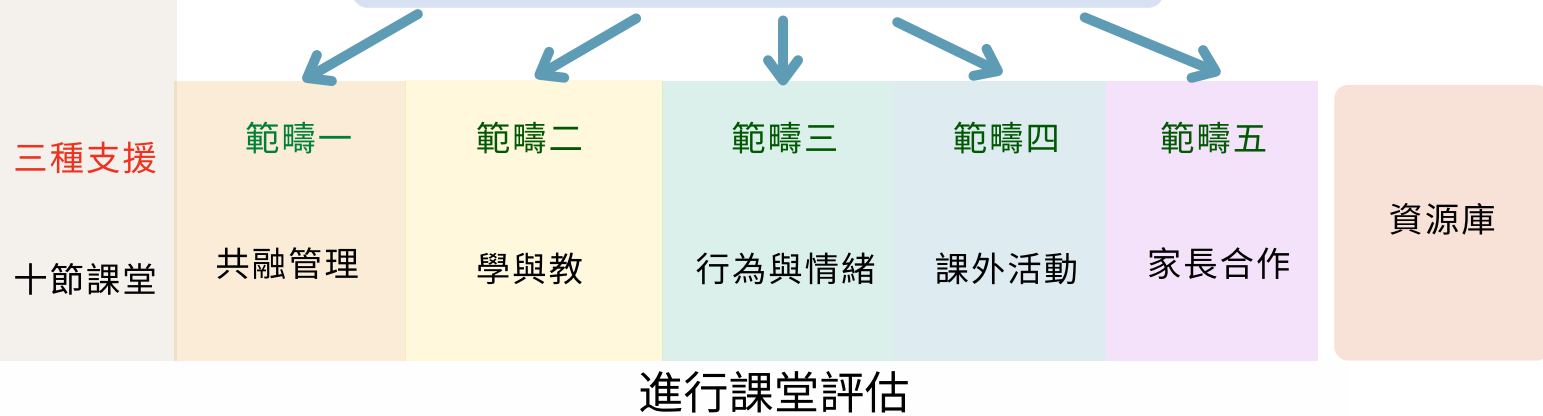 三種支援
十節課堂
範疇一
共融管理
範疇二
學與教
範疇三
行為與情緒
範疇四
課外活動
範疇五
家長合作
資源庫
進行課堂評估